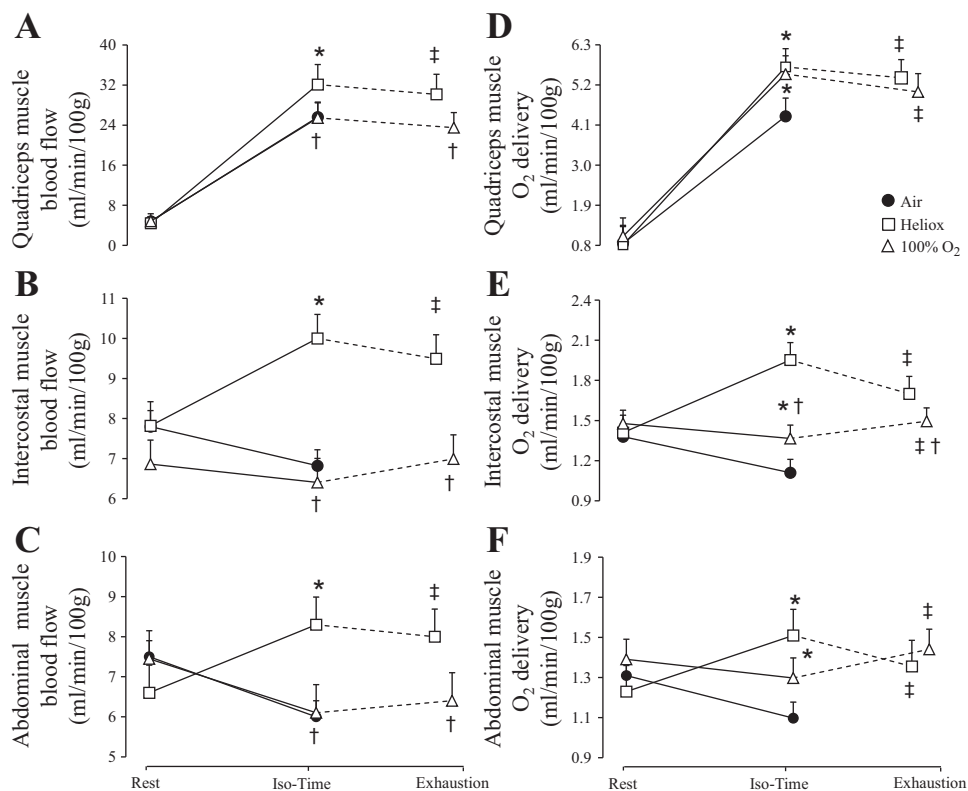 A
Quadriceps muscle
blood flow
(ml/min/100g)
40
32
24
16
8
0
*
‡
†
†
B
Intercostal muscle
blood flow
(ml/min/100g)
11
10
9
8
7
6
*
‡
†
†
C
Abdominal muscle
blood flow
(ml/min/100g)
10
9
8
7
6
5
*
‡
†
†
Rest
Iso-Time
Exhaustion
D
Quadriceps muscle
O₂ delivery
(ml/min/100g)
6.3
5.2
4.1
3.0
1.9
0.8
*
‡
*
‡
Air
Heliox
100% O₂
E
Intercostal muscle
O₂ delivery
(ml/min/100g)
2.4
2.1
1.8
1.5
1.2
0.9
*
‡
* †
‡ †
F
Abdominal muscle
O₂ delivery
(ml/min/100g)
1.9
1.7
1.5
1.3
1.1
0.9
*
‡
*
‡
Rest
Iso-Time
Exhaustion